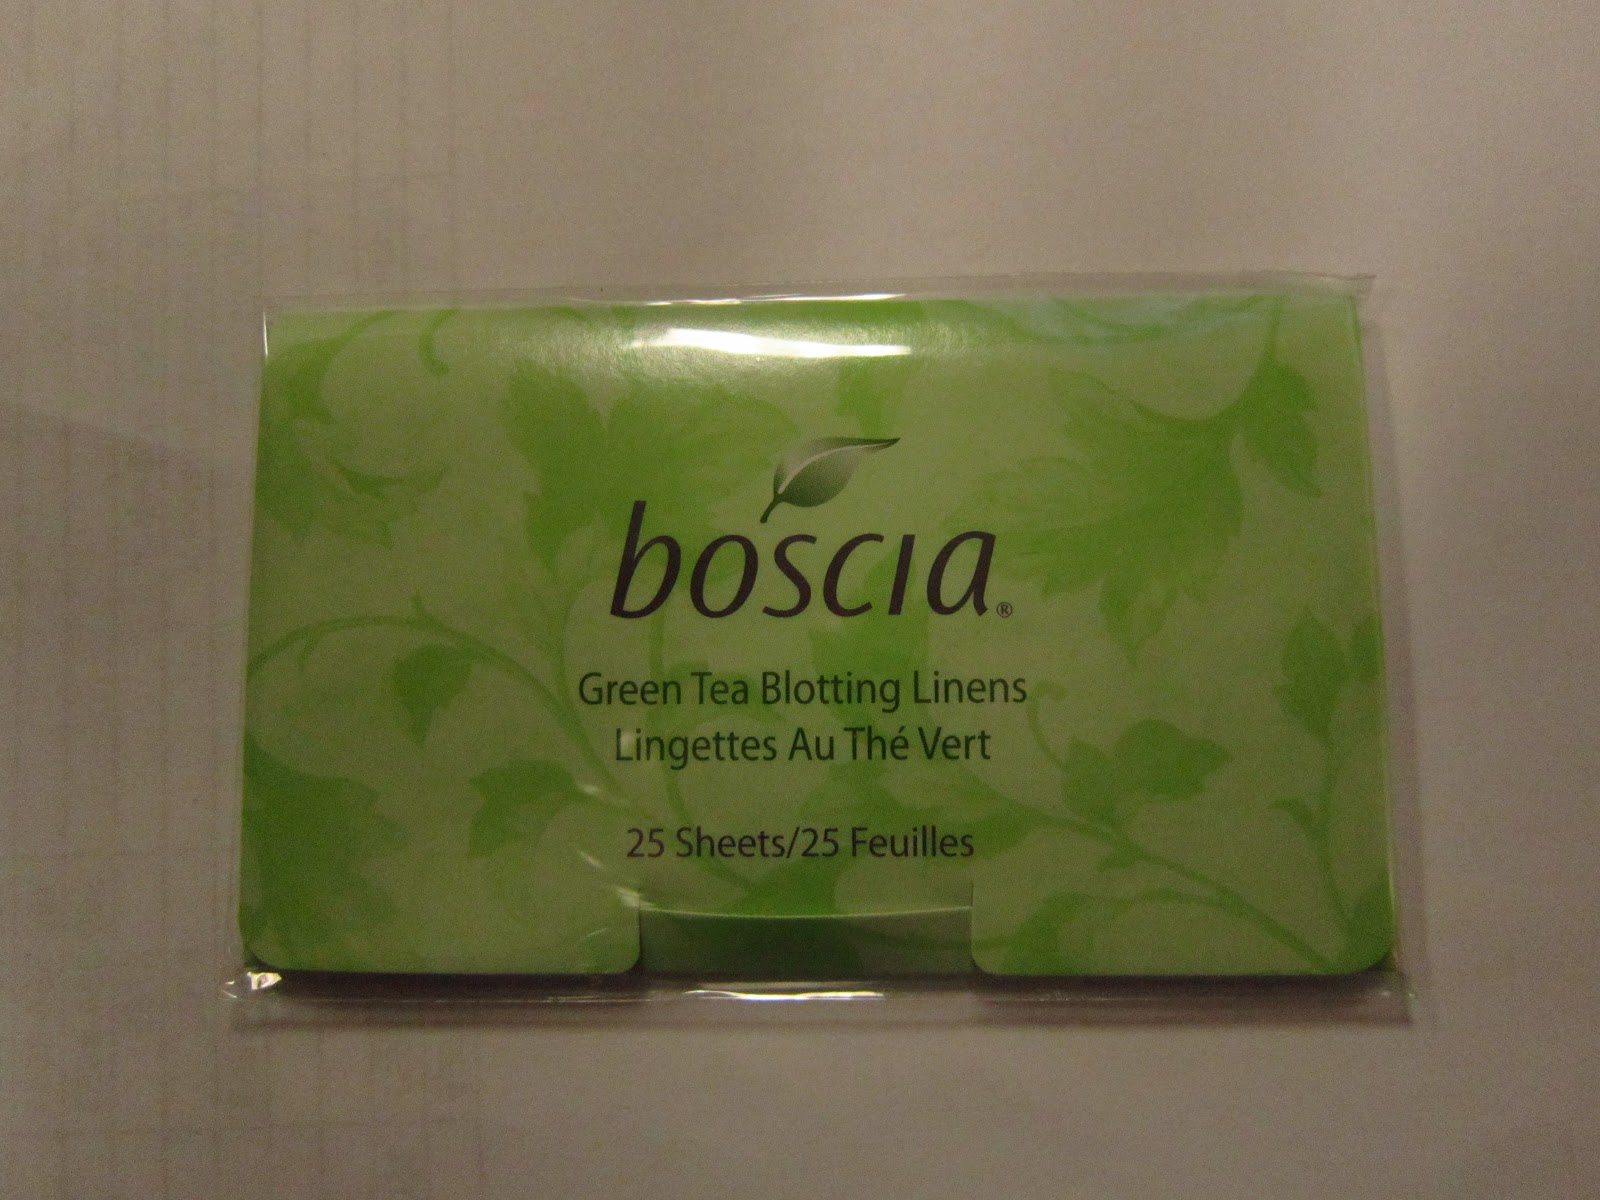 boscia®
Green Tea Blotting Linens
Lingettes Au Thé Vert
25 Sheets/25 Feuilles